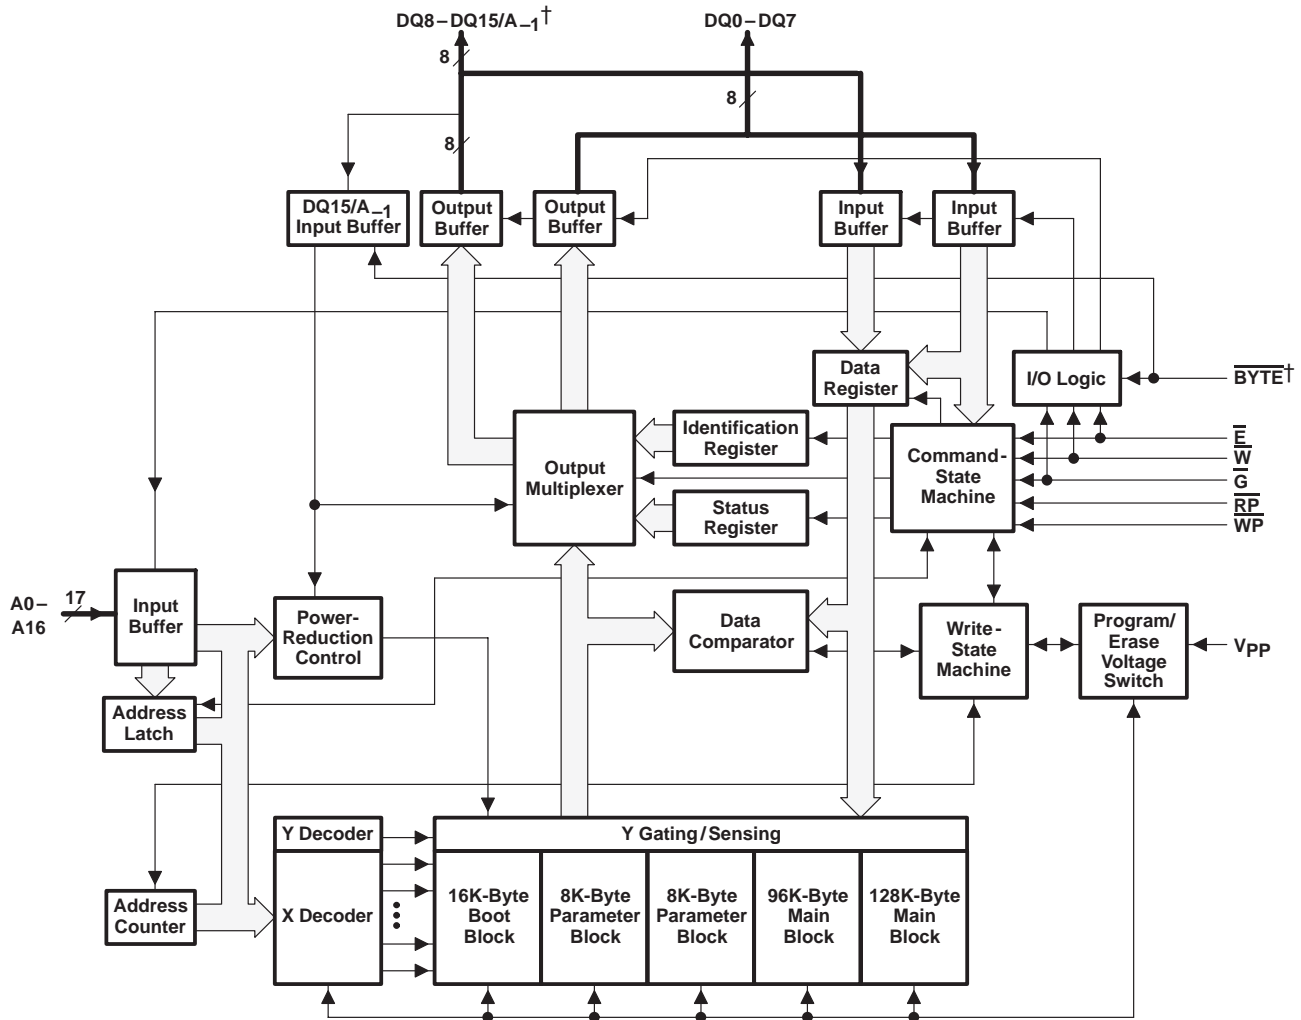 DQ8–DQ15/A–1†
DQ0–DQ7
8
8
8
DQ15/A–1
Input Buffer
Output
Buffer
Output
Buffer
Input
Buffer
Input
Buffer
Data
Register
I/O Logic
BYTE†
Output
Multiplexer
Identification
Register
Status
Register
Command-
State
Machine
E
W
G
RP
WP
A0–
A16
17
Input
Buffer
Power-
Reduction
Control
Data
Comparator
Write-
State
Machine
Program/
Erase
Voltage
Switch
VPP
Address
Latch
Address
Counter
Y Decoder
X Decoder
Y Gating/Sensing
16K-Byte
Boot
Block
8K-Byte
Parameter
Block
8K-Byte
Parameter
Block
96K-Byte
Main
Block
128K-Byte
Main
Block